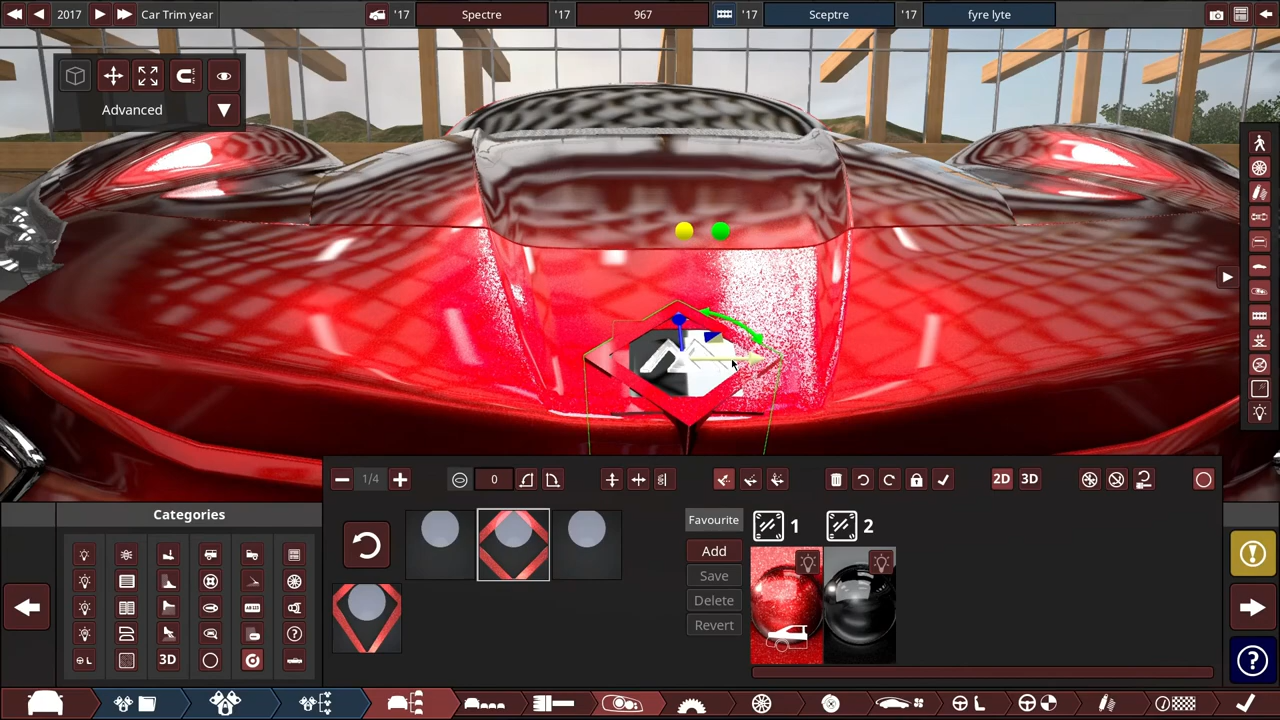 2017 Car Trim year '17 Spectre '17 967 '17 Sceptre '17 fyre lyte
Advanced
1/4 0 2D 3D
Categories
Favourite 1 2
Add
Save
Delete
Revert
L 3D ?
?